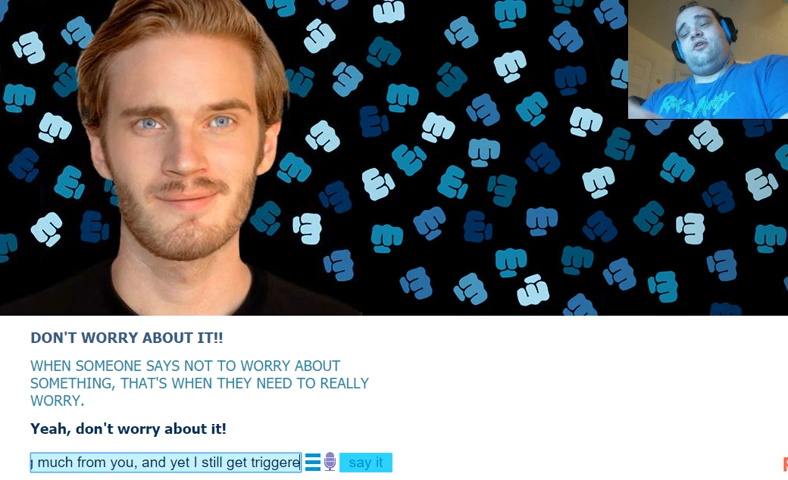 DON'T WORRY ABOUT IT!!
WHEN SOMEONE SAYS NOT TO WORRY ABOUT
SOMETHING, THAT'S WHEN THEY NEED TO REALLY
WORRY.
Yeah, don't worry about it!
much from you, and yet I still get triggere
say it